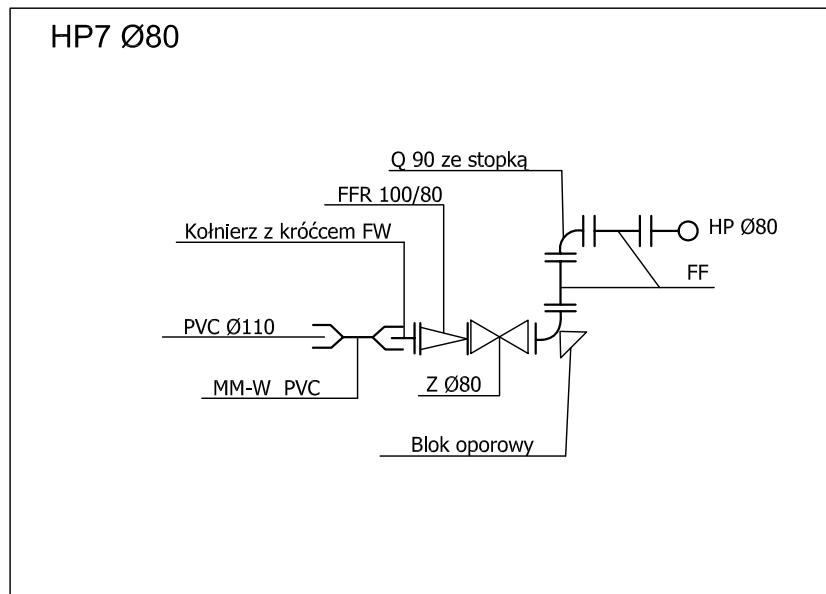 HP7 Ø80
Q 90 ze stopką
FFR 100/80
Kołnierz z króćcem FW
HP Ø80
FF
PVC Ø110
MM-W PVC
Z Ø80
Blok oporowy